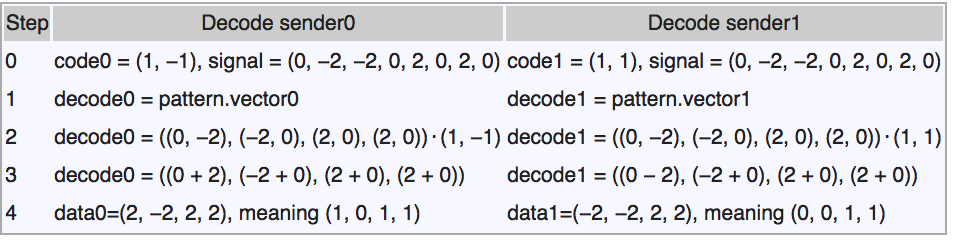 Step Decode sender0 Decode sender1
0 code0 = (1, −1), signal = (0, −2, −2, 0, 2, 0, 2, 0) code1 = (1, 1), signal = (0, −2, −2, 0, 2, 0, 2, 0)
1 decode0 = pattern.vector0 decode1 = pattern.vector1
2 decode0 = ((0, −2), (−2, 0), (2, 0), (2, 0))·(1, −1) decode1 = ((0, −2), (−2, 0), (2, 0), (2, 0))·(1, 1)
3 decode0 = ((0 + 2), (−2 + 0), (2 + 0), (2 + 0)) decode1 = ((0 − 2), (−2 + 0), (2 + 0), (2 + 0))
4 data0=(2, −2, 2, 2), meaning (1, 0, 1, 1) data1=(−2, −2, 2, 2), meaning (0, 0, 1, 1)